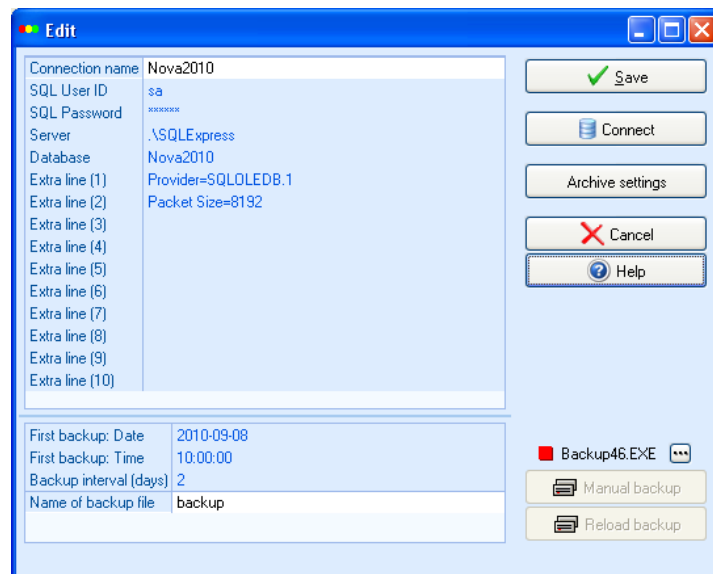 Edit
Connection name Nova2010
SQL User ID sa
SQL Password ******
Server .\SQLExpress
Database Nova2010
Extra line (1) Provider=SQLOLEDB.1
Extra line (2) Packet Size=8192
Extra line (3)
Extra line (4)
Extra line (5)
Extra line (6)
Extra line (7)
Extra line (8)
Extra line (9)
Extra line (10)
First backup: Date 2010-09-08
First backup: Time 10:00:00
Backup interval (days) 2
Name of backup file backup
Save
Connect
Archive settings
Cancel
Help
Backup46.EXE ...
Manual backup
Reload backup